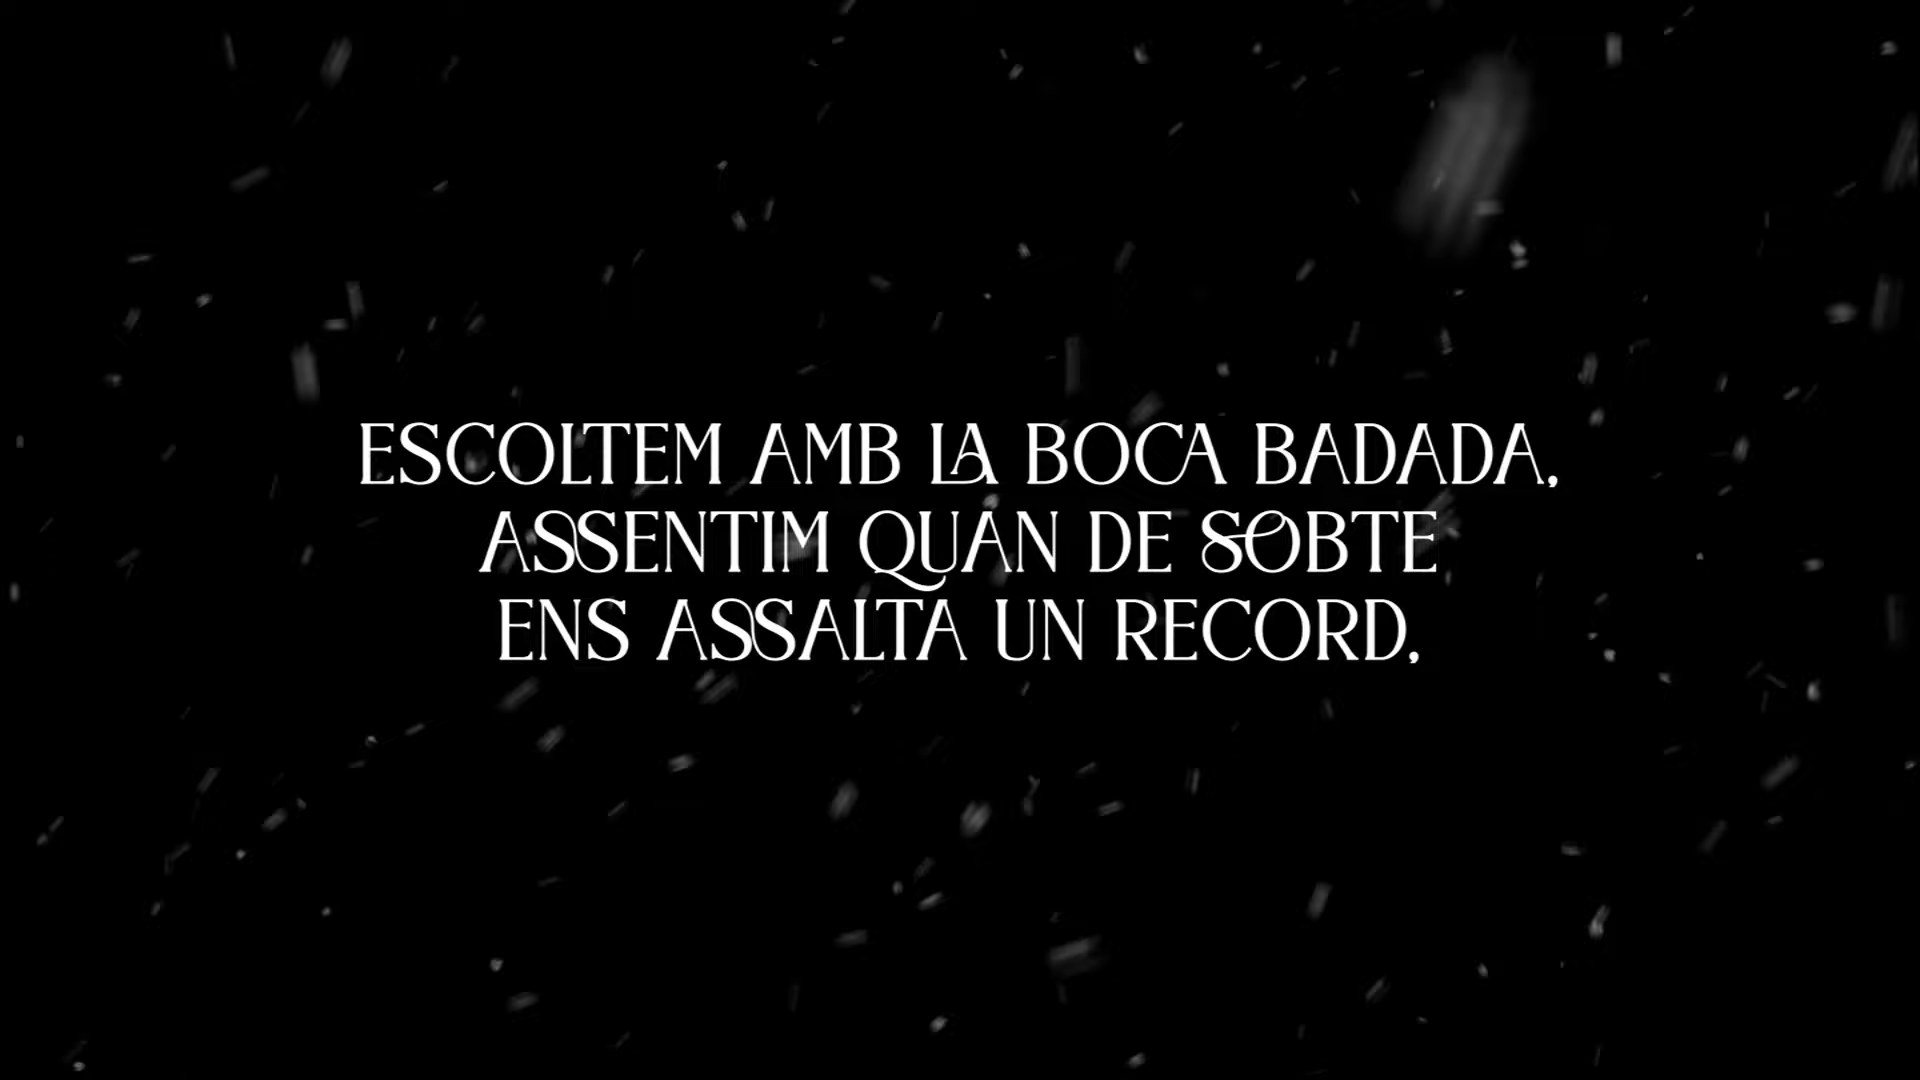 ESCOLTEM AMB LA BOCA BADADA,
ASSENTIM QUAN DE SOBTE
ENS ASSALTA UN RECORD,